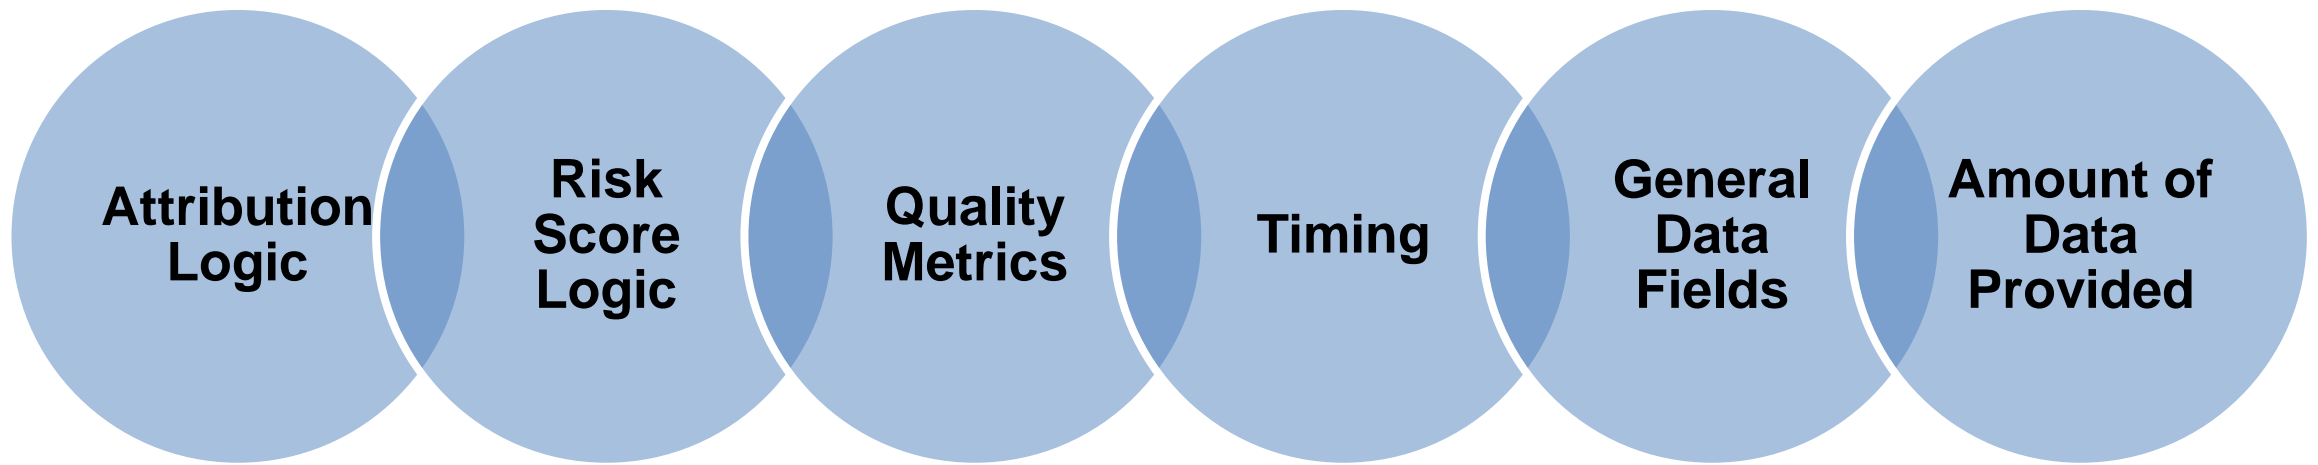 Attribution
Logic
Risk
Score
Logic
Quality
Metrics
Timing
General
Data
Fields
Amount of
Data
Provided